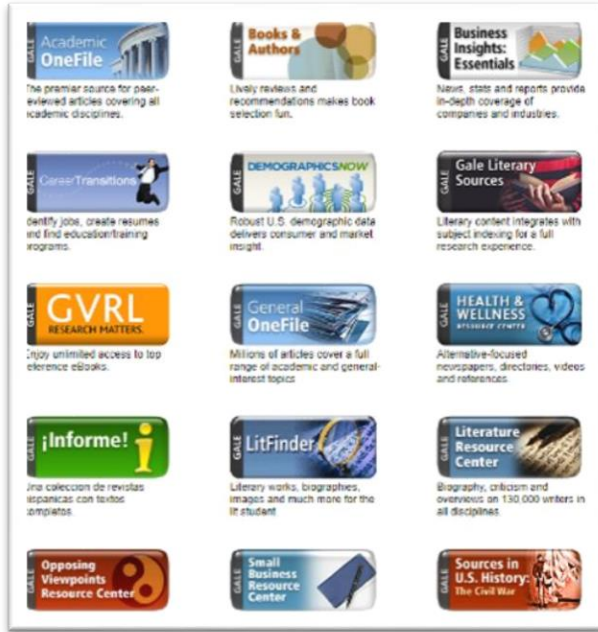 GALE
Academic
OneFile
The premier source for peer-
eviewed articles covering all
academic disciplines.
GALE
Books &
Authors
Lively reviews and
recommendations makes book
selection fun.
GALE
Business
Insights:
Essentials
News, stats and reports provide
in-depth coverage of
companies and industries.
GALE
CareerTransitions
dentify jobs, create resumes
and find education/training
programs.
GALE
DEMOGRAPHICSNOW
Robust U.S. demographic data
delivers consumer and market
insight.
GALE
Gale Literary
Sources
Literary content integrates with
subject indexing for a full
research experience.
GALE
GVRL
RESEARCH MATTERS.
Enjoy unlimited access to top
eference eBooks.
GALE
General
OneFile
Millions of articles cover a full
range of academic and general-
interest topics
GALE
HEALTH &
WELLNESS
RESOURCE CENTER
Alternative-focused
newspapers, directories, videos
and references
GALE
¡Informe!
Una coleccion de revistas
hispanicas con textos
completos.
GALE
LitFinder
Literary works, biographies,
images and much more for the
lit student
GALE
Literature
Resource
Center
Biography, criticism and
overviews on 130,000 writers in
all disciplines.
GALE
Opposing
Viewpoints
Resource Center
GALE
Small
Business
Resource
Center
GALE
Sources in
U.S. History:
The Civil War